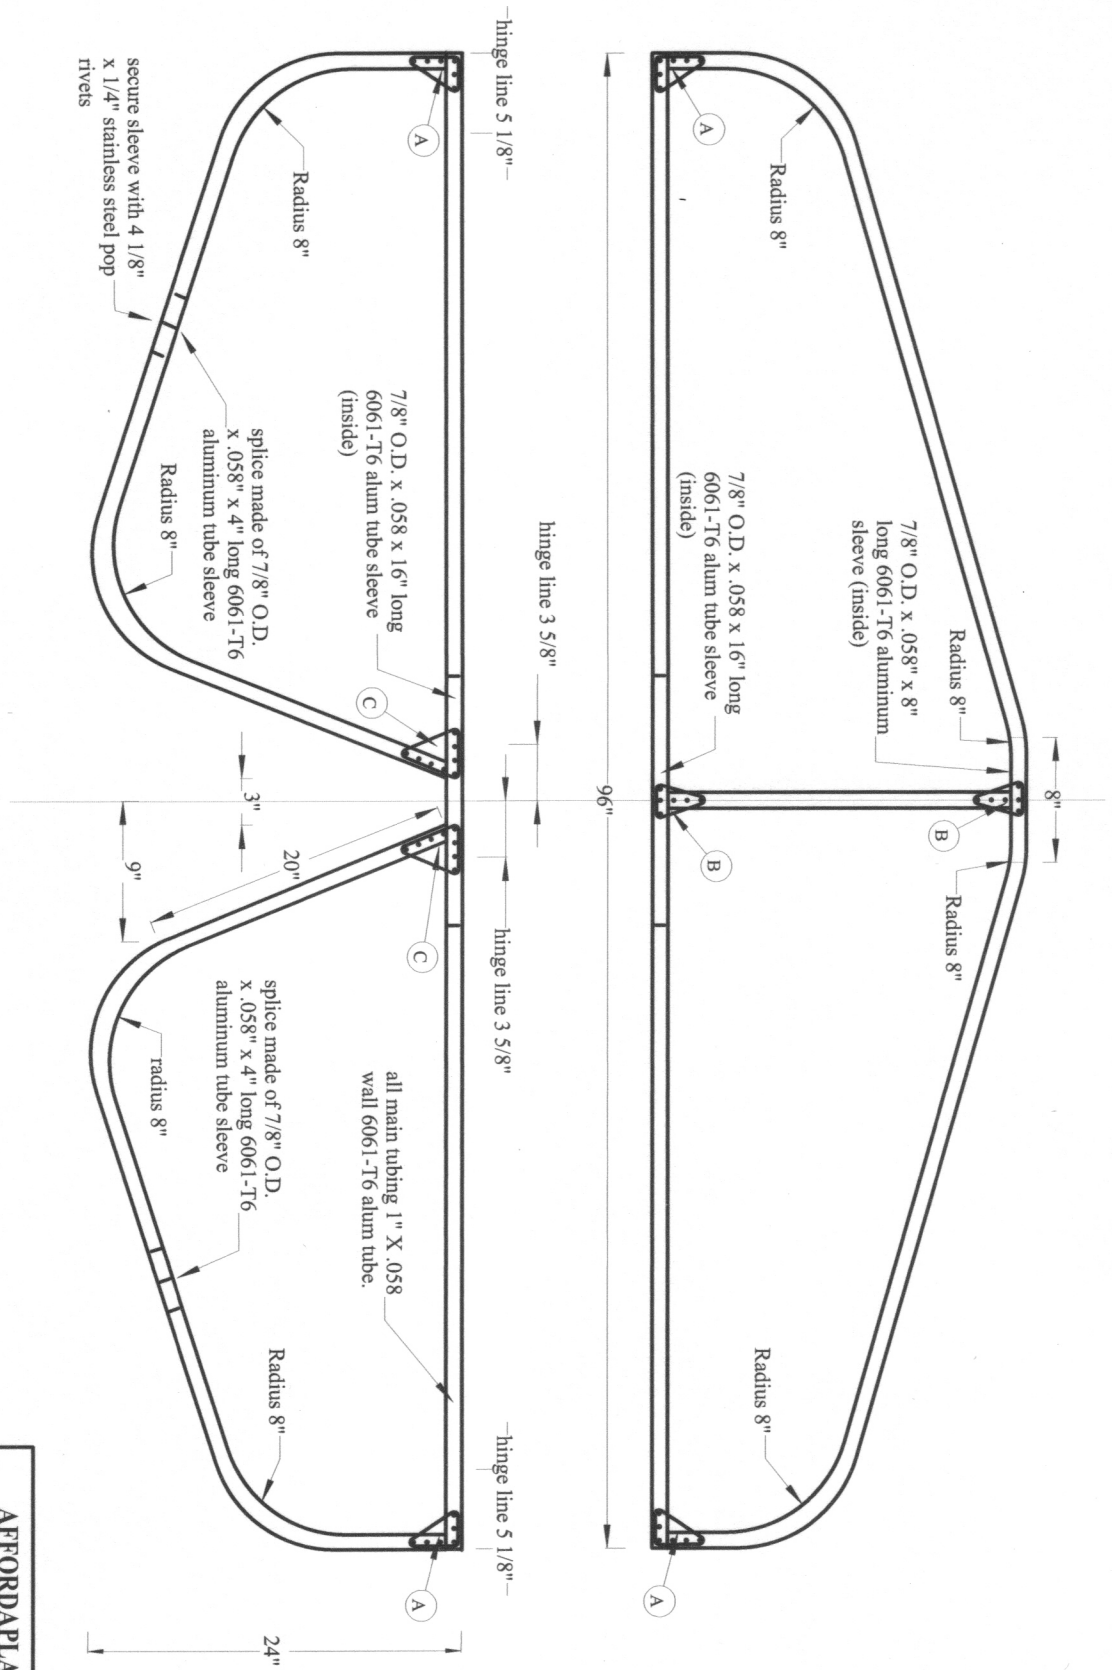 hinge line 5 1/8"
secure sleeve with 4 1/8"
x 1/4" stainless steel pop
rivets
A
Radius 8"
7/8" O.D. x .058 x 16" long
6061-T6 alum tube sleeve
(inside)
splice made of 7/8" O.D.
x .058" x 4" long 6061-T6
aluminum tube sleeve
Radius 8"
C
hinge line 3 5/8"
3"
9"
20"
C
hinge line 3 5/8"
splice made of 7/8" O.D.
x .058" x 4" long 6061-T6
aluminum tube sleeve
radius 8"
all main tubing 1" X .058
wall 6061-T6 alum tube.
Radius 8"
hinge line 5 1/8"
A
24"
A
Radius 8"
7/8" O.D. x .058" x 8"
long 6061-T6 aluminum
sleeve (inside)
Radius 8"
7/8" O.D. x .058 x 16" long
6061-T6 alum tube sleeve
(inside)
8"
96"
B
B
Radius 8"
Radius 8"
A